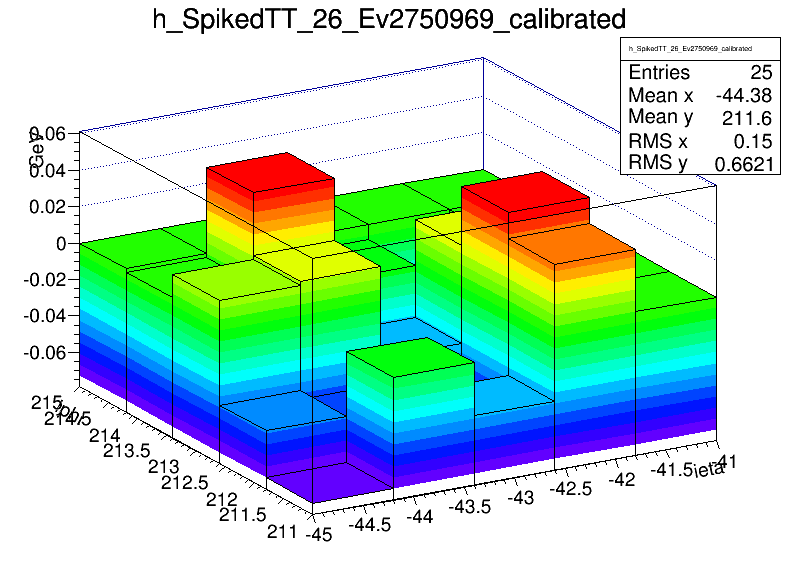 h_SpikedTT_26_Ev2750969_calibrated
h_SpikedTT_26_Ev2750969_calibrated
Entries 25
Mean x -44.38
Mean y 211.6
RMS x 0.15
RMS y 0.6621
GeV
0.06
0.04
0.02
0
-0.02
-0.04
-0.06
215
214.5
214
213.5
213
212.5
212
211.5
211
iphi
-45
-44.5
-44
-43.5
-43
-42.5
-42
-41.5
-41
ieta